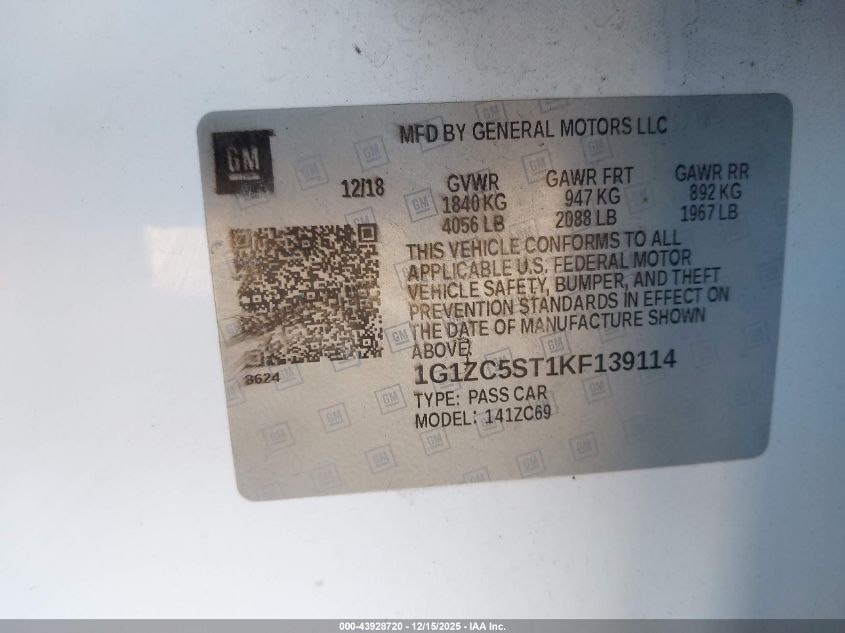 GM
MFD BY GENERAL MOTORS LLC
12/18
GVWR GAWR FRT GAWR RR
1840 KG 947 KG 892 KG
4056 LB 2088 LB 1967 LB
THIS VEHICLE CONFORMS TO ALL
APPLICABLE U.S. FEDERAL MOTOR
VEHICLE SAFETY, BUMPER, AND THEFT
PREVENTION STANDARDS IN EFFECT ON
THE DATE OF MANUFACTURE SHOWN
ABOVE.
8624
1G1ZC5ST1KF139114
TYPE: PASS CAR
MODEL: 141ZC69
000-43928720 - 12/15/2025 - IAA Inc.